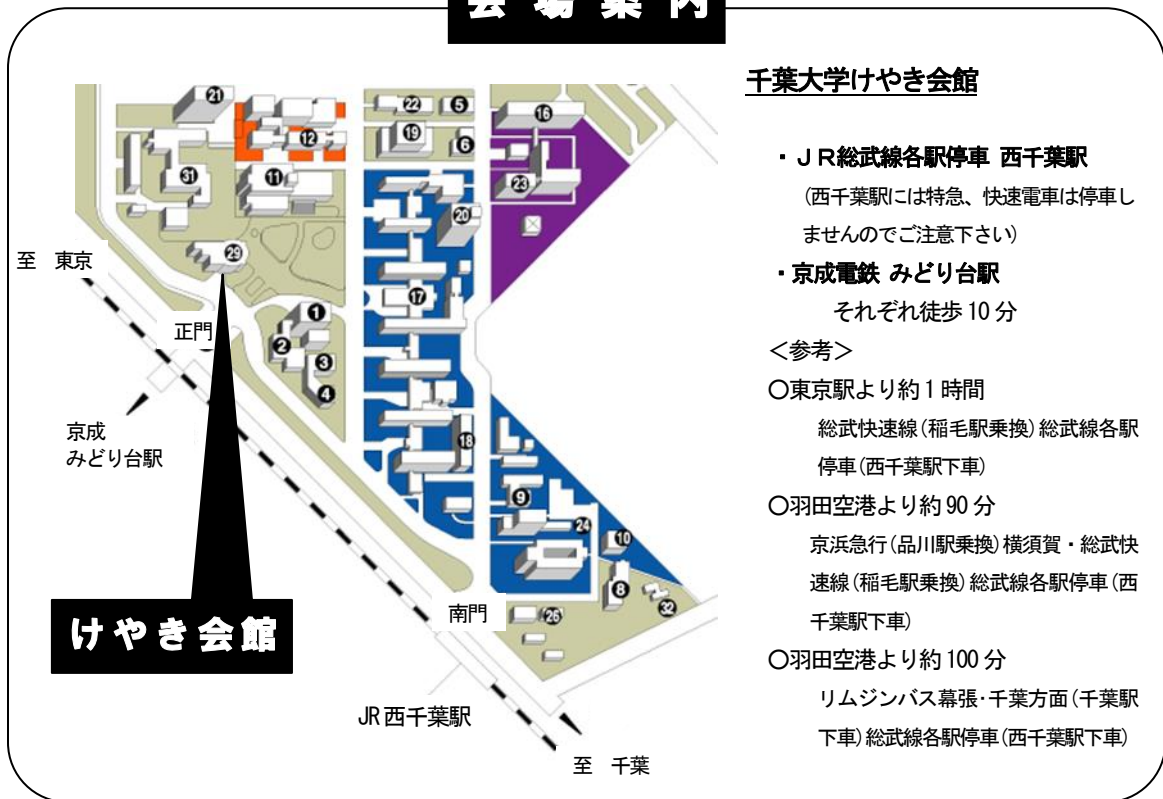 会場案内
千葉大学けやき会館
・ＪＲ総武線各駅停車 西千葉駅
(西千葉駅には特急、快速電車は停車し
ませんのでご注意下さい)
・京成電鉄 みどり台駅
それぞれ徒歩10分
＜参考＞
○東京駅より約1時間
総武快速線(稲毛駅乗換)総武線各駅
停車(西千葉駅下車)
○羽田空港より約90分
京浜急行(品川駅乗換)横須賀・総武快
速線(稲毛駅乗換)総武線各駅停車(西
千葉駅下車)
○羽田空港より約100分
リムジンバス幕張・千葉方面(千葉駅
下車)総武線各駅停車(西千葉駅下車)
21
22
5
16
12
19
6
31
11
23
20
29
17
1
2
3
4
18
9
24
10
8
32
26
至 東京
正門
京成
みどり台駅
けやき会館
南門
JR西千葉駅
至 千葉